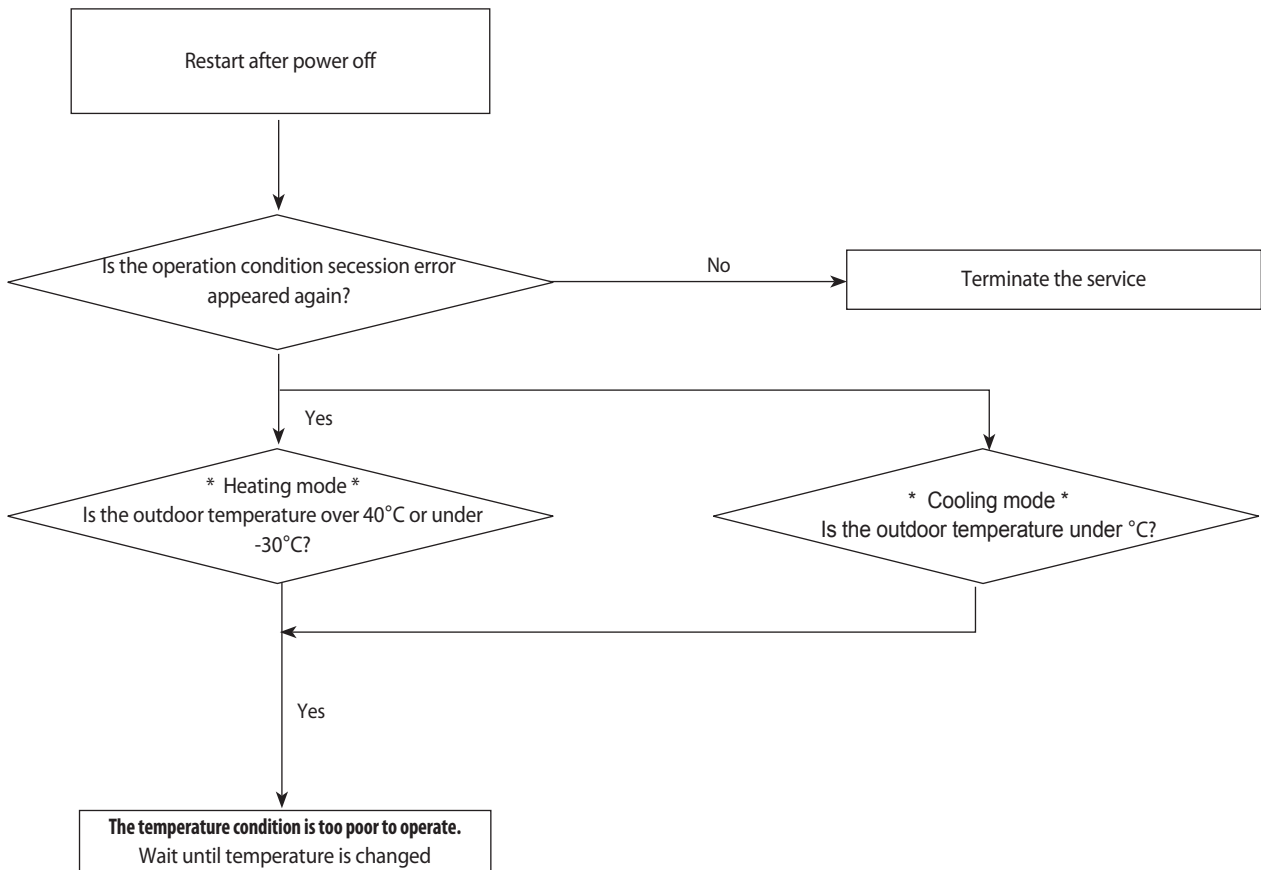 Restart after power off
Is the operation condition secession error
appeared again?
No
Terminate the service
Yes
* Heating mode *
Is the outdoor temperature over 40°C or under
-30°C?
* Cooling mode *
Is the outdoor temperature under °C?
Yes
The temperature condition is too poor to operate.
Wait until temperature is changed